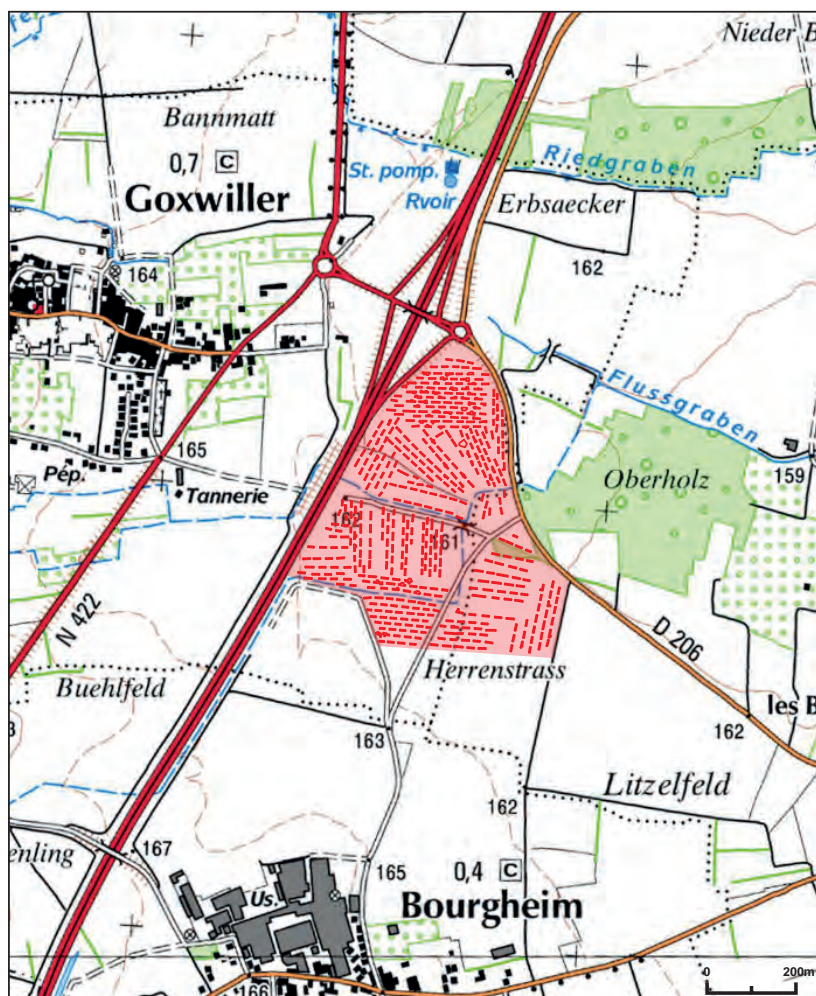 Nieder B
Bannmatt
0,7 C
Goxwiller
St. pomp.
Rvoir
Riedgraben
Erbsaecker
162
164
Flussgraben
165
Pép.
Tannerie
Oberholz
159
162
161
N 422
D 206
Herrenstrass
Buehlfeld
les B
163
162
162
Litzelfeld
enling
167
165
0,4 C
Us.
Bourgheim
166
0 200m